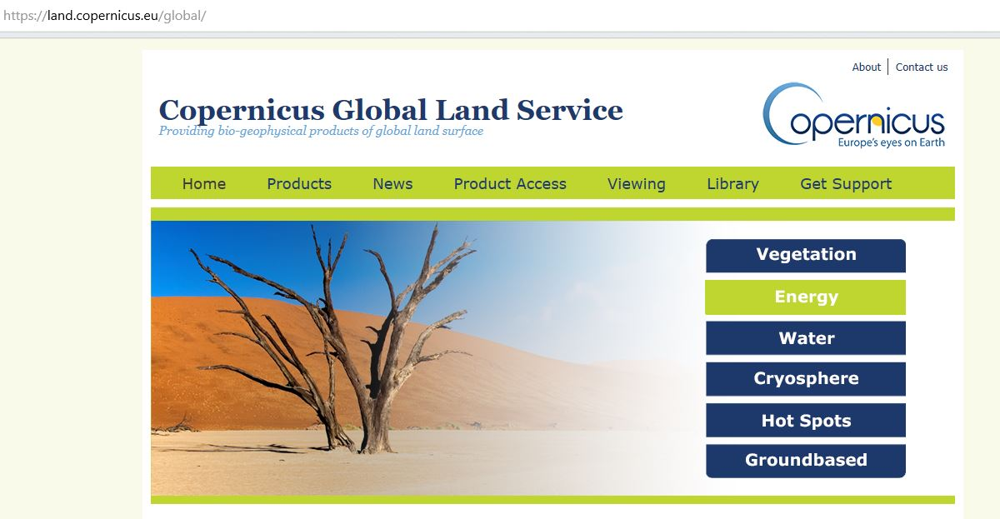 https://land.copernicus.eu/global/
About Contact us
Copernicus Global Land Service
Providing bio-geophysical products of global land surface
Copernicus
Europe's eyes on Earth
Home Products News Product Access Viewing Library Get Support
Vegetation
Energy
Water
Cryosphere
Hot Spots
Groundbased